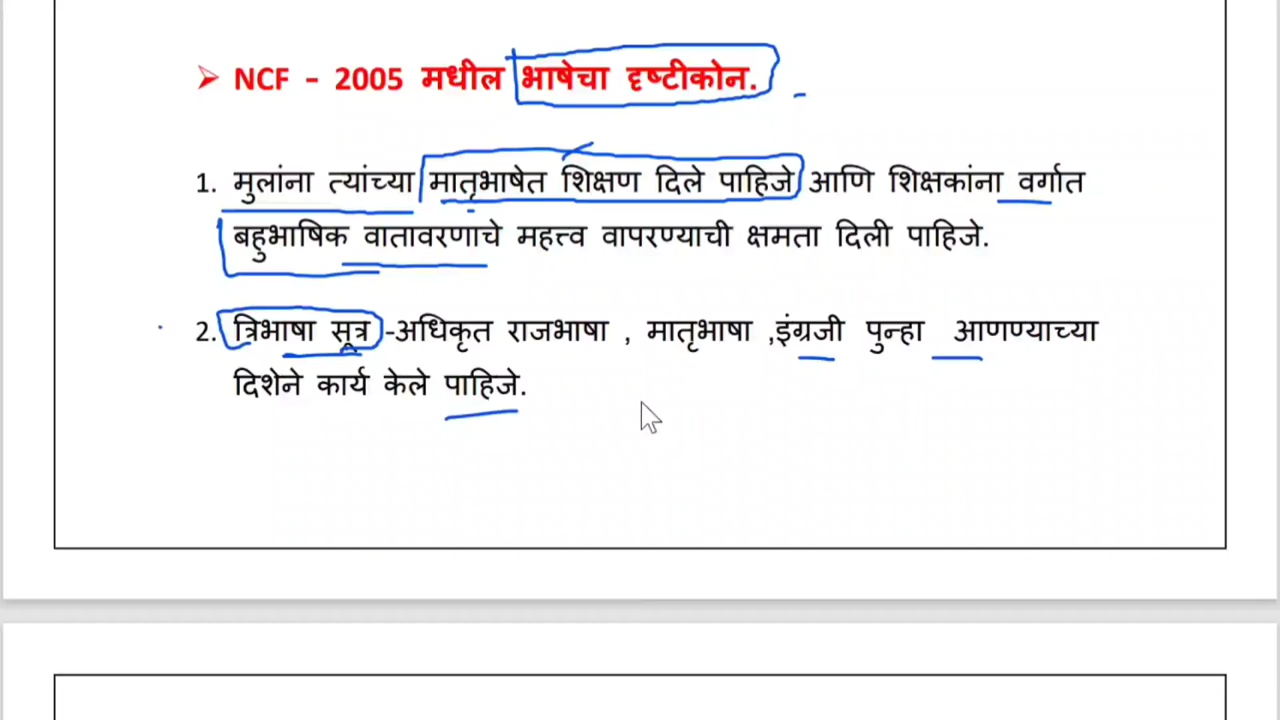 ➢ NCF – 2005 मधील भाषेचा दृष्टीकोन.
1. मुलांना त्यांच्या मातृभाषेत शिक्षण दिले पाहिजे आणि शिक्षकांना वर्गात
बहुभाषिक वातावरणाचे महत्त्व वापरण्याची क्षमता दिली पाहिजे.
2. त्रिभाषा सूत्र -अधिकृत राजभाषा , मातृभाषा ,इंग्रजी पुन्हा आणण्याच्या
दिशेने कार्य केले पाहिजे.